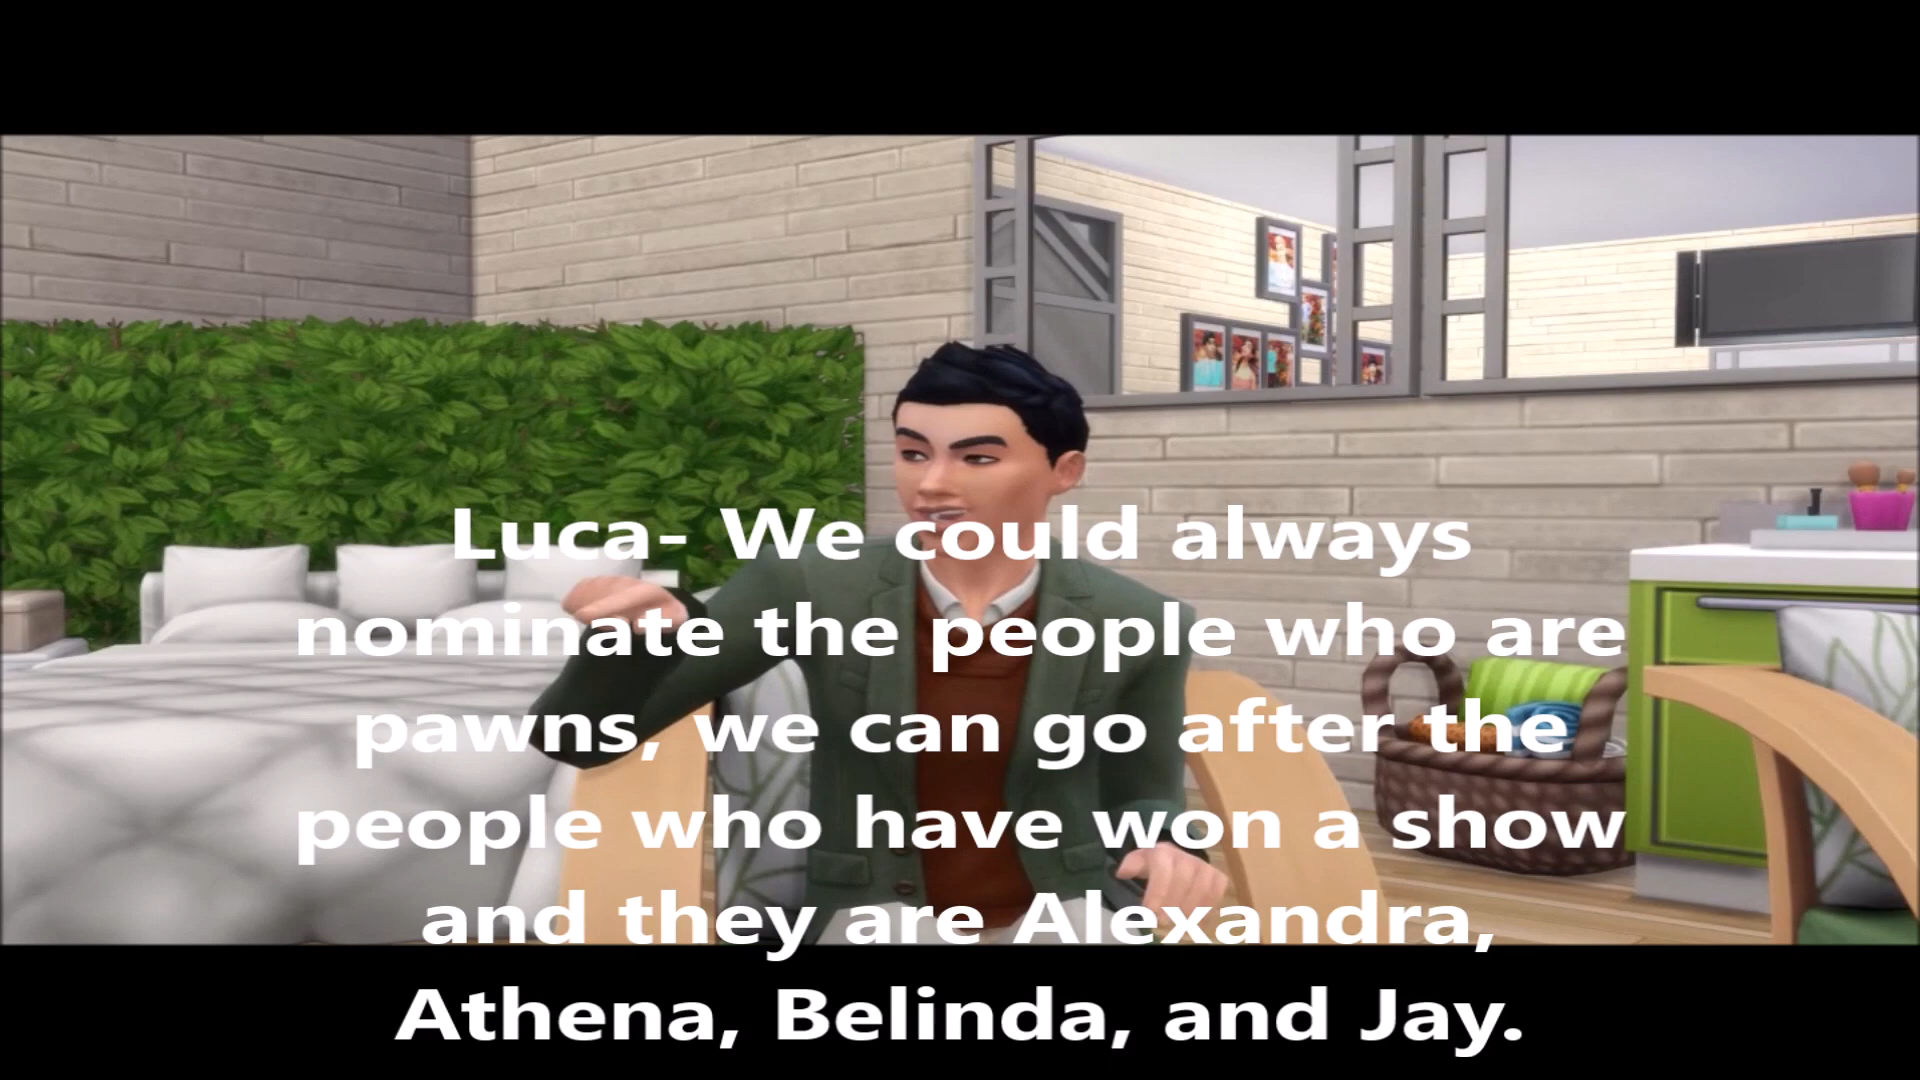 Luca- We could always
nominate the people who are
pawns, we can go after the
people who have won a show
and they are Alexandra,
Athena, Belinda, and Jay.